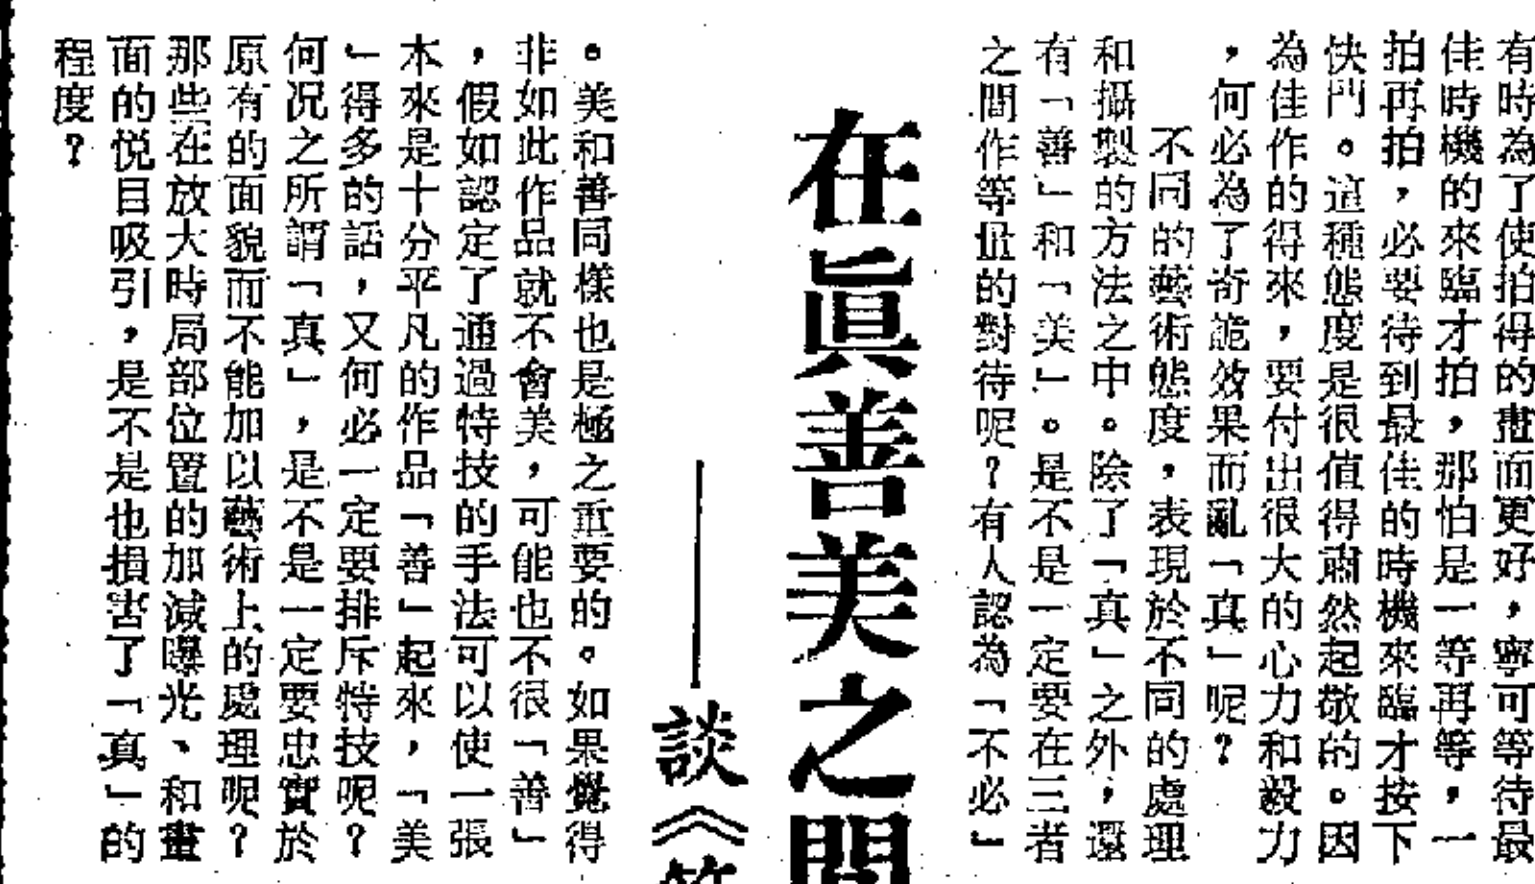 有時為了使拍得的畫面更好，寧可等待最
佳時機的來臨才拍，那怕是一等再等，一
拍再拍，必要待到最佳的時機來臨才按下
快門。這種態度是很值得肅然起敬的。因
為佳作的得來，要付出很大的心力和毅力
，何必為了奇詭效果而亂「真」呢？
不同的藝術態度，表現於不同的處理
和攝製的方法之中。除了「真」之外，還
有「善」和「美」。是不是一定要在三者
之間作等量的對待呢？有人認為「不必」
在眞善美之間
——談《
。美和善同樣也是極之重要的。如果覺得
非如此作品就不會美，可能也不很「善」
，假如認定了通過特技的手法可以使一張
本來是十分平凡的作品「善」起來，「美
」得多的話，又何必一定要排斥特技呢？
何况之所謂「真」，是不是一定要忠實於
原有的面貌而不能加以藝術上的處理呢？
那些在放大時局部位置的加減曝光、和畫
面的悦目吸引，是不是也損害了「真」的
程度？